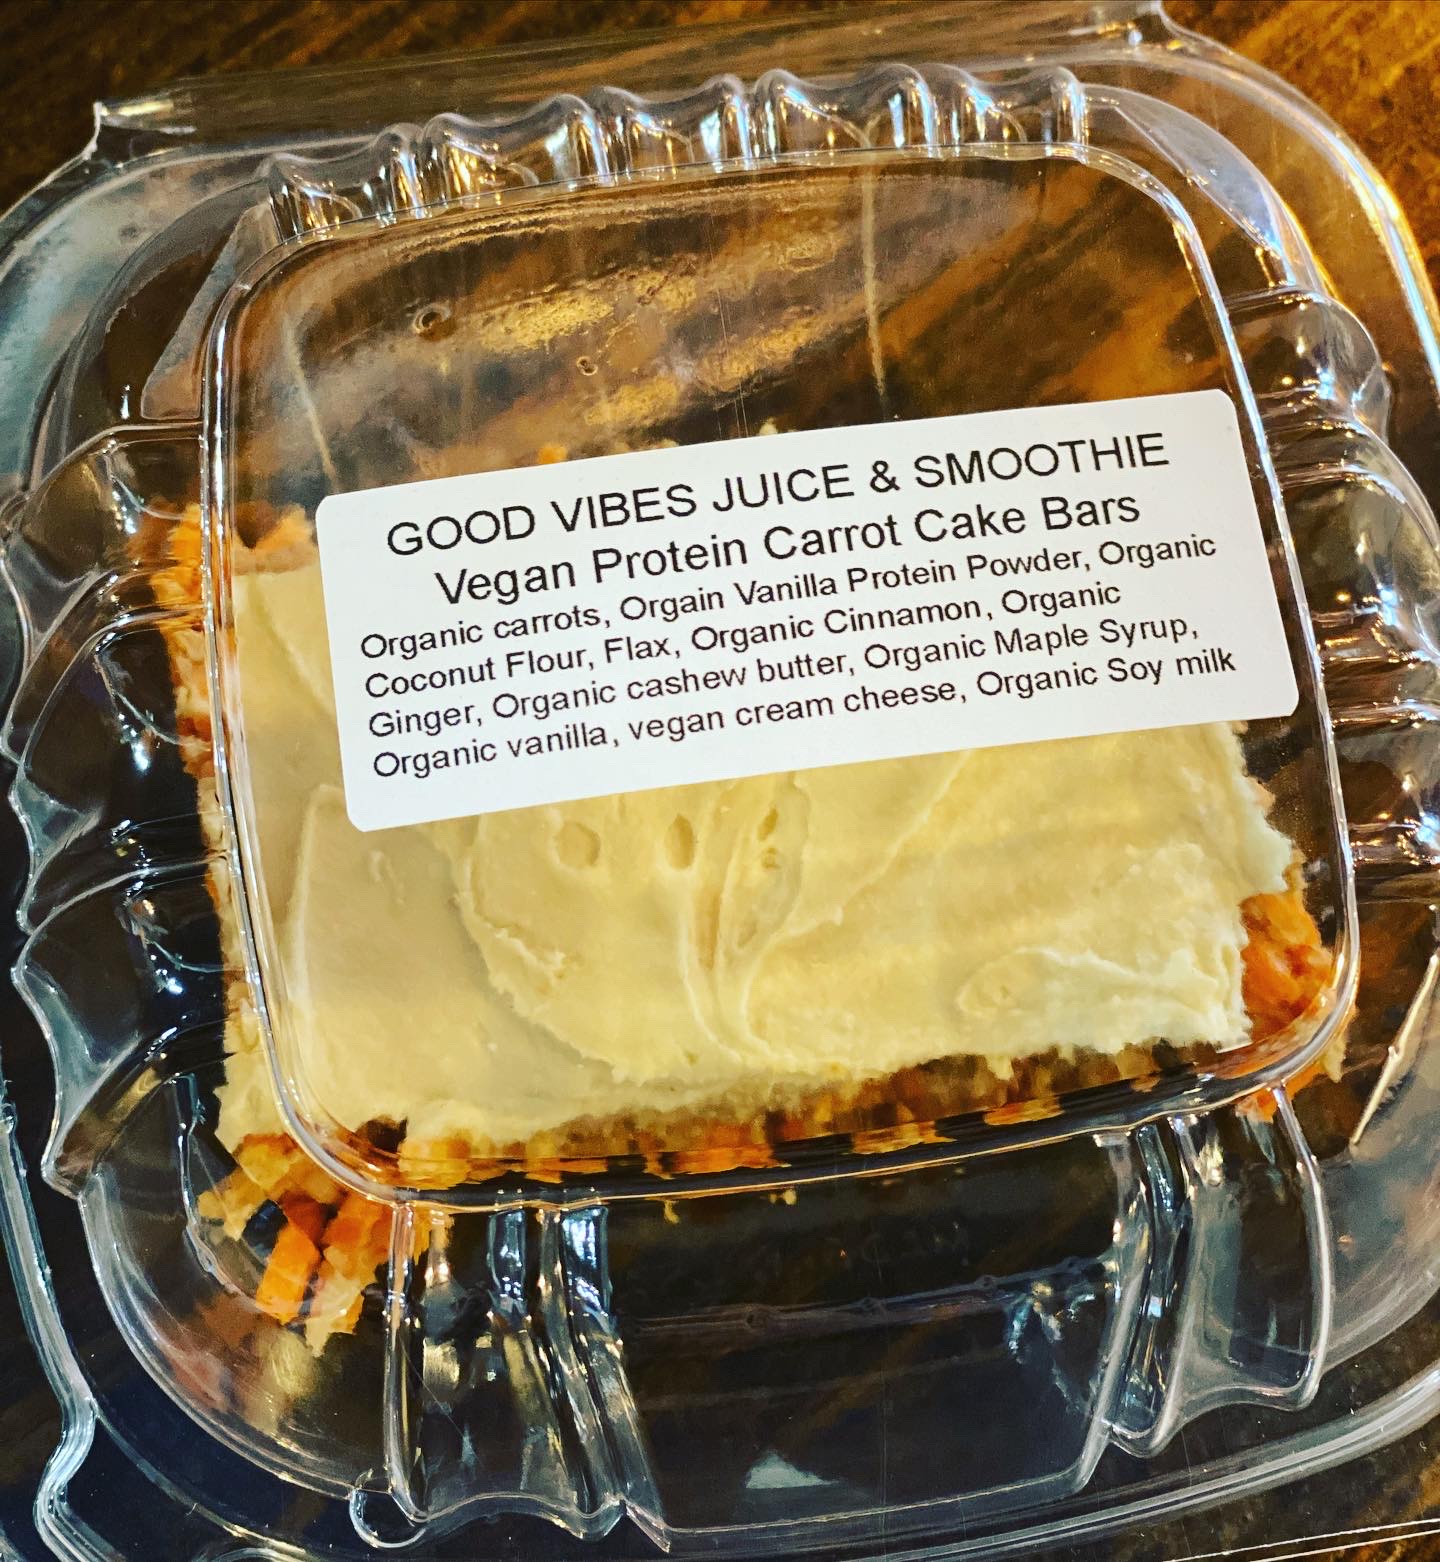 GOOD VIBES JUICE & SMOOTHIE
Vegan Protein Carrot Cake Bars
Organic carrots, Orgain Vanilla Protein Powder, Organic
Coconut Flour, Flax, Organic Cinnamon, Organic
Ginger, Organic cashew butter, Organic Maple Syrup,
Organic vanilla, vegan cream cheese, Organic Soy milk